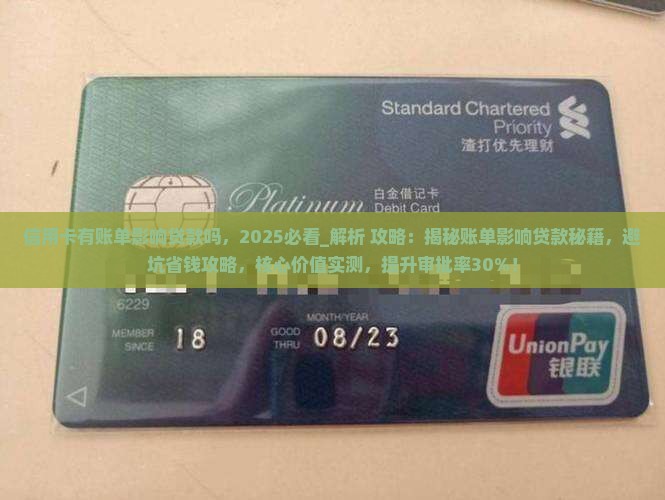 Standard Chartered
Priority
渣打优先理财
Platinum 白金借记卡
Debit Card
信用卡有账单影响贷款吗，2025必看_解析 攻略：揭秘账单影响贷款秘籍，避
坑省钱攻略，核心价值实测，提升审批率30%！
6229
MONTH/YEAR
MEMBER SINCE 18 GOOD THRU 08/23
UnionPay
银联